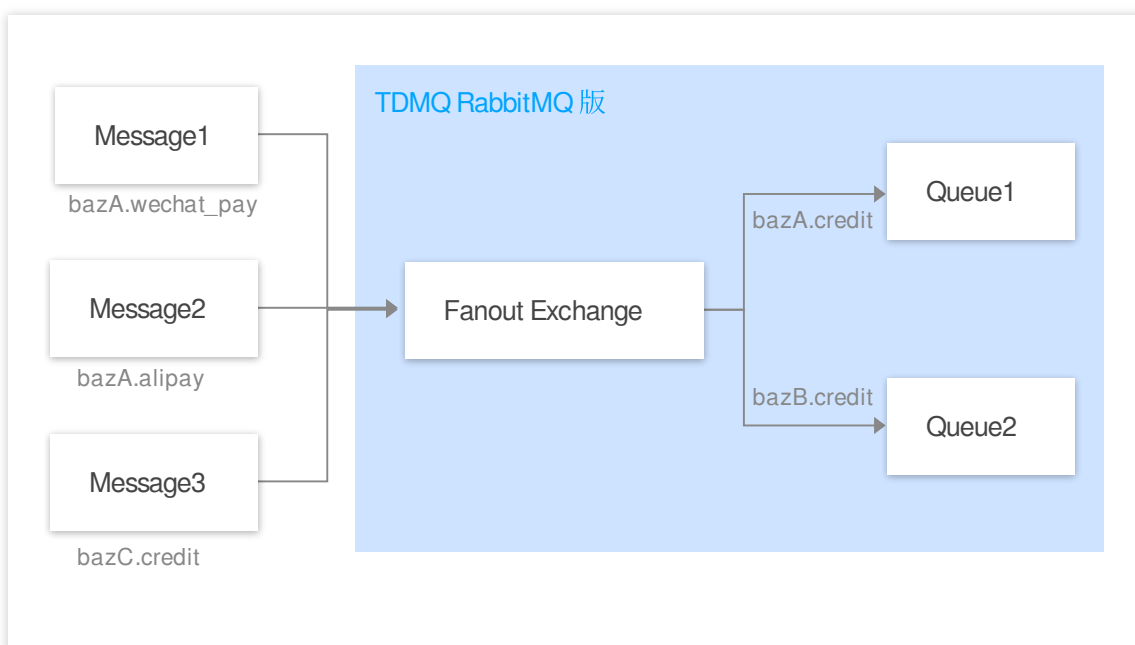 TDMQ RabbitMQ 版
Message1
bazA.wechat_pay
Message2
bazA.alipay
Message3
bazC.credit
Fanout Exchange
bazA.credit
Queue1
bazB.credit
Queue2